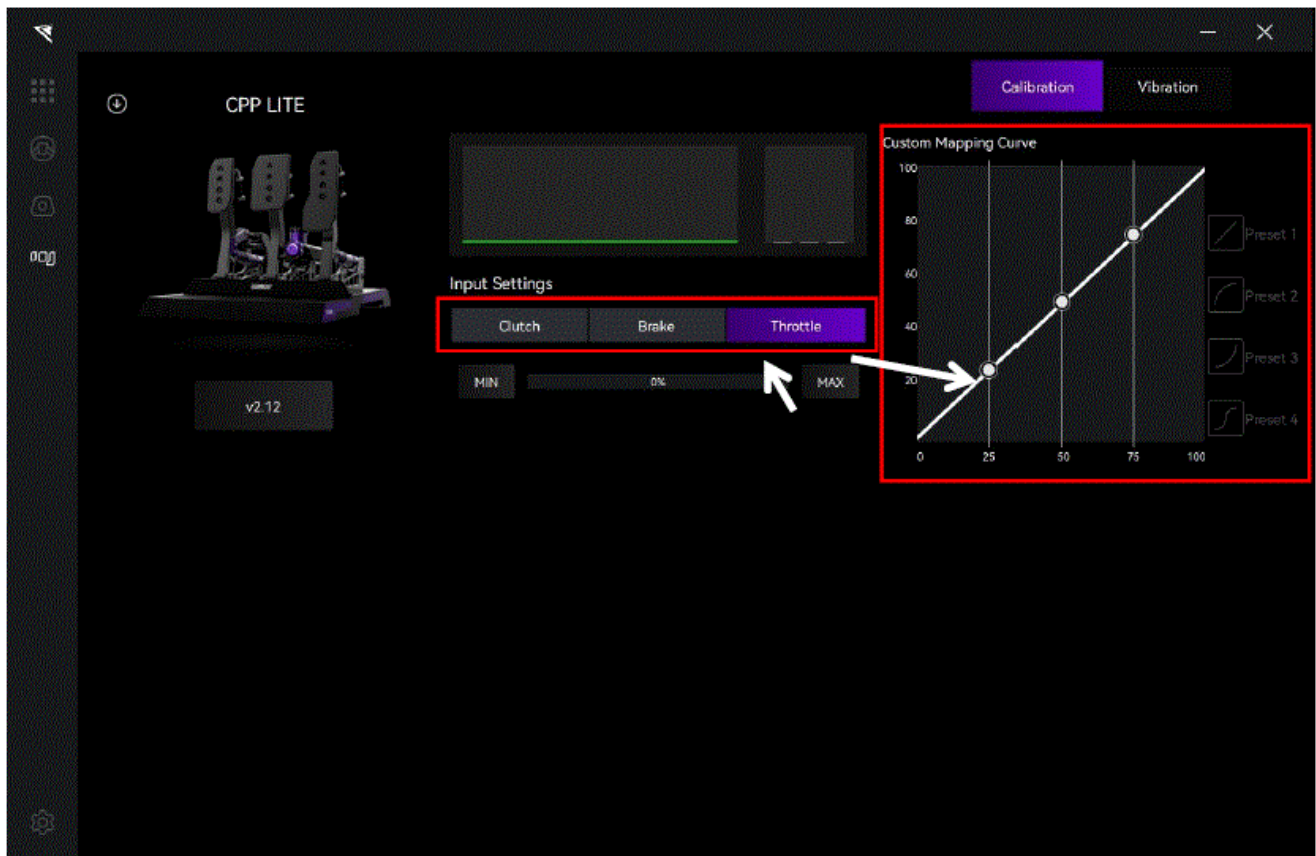 Calibration Vibration
CPP LITE
Custom Mapping Curve
100
80
60
40
20
0 25 50 75 100
Preset 1
Preset 2
Preset 3
Preset 4
Input Settings
Clutch Brake Throttle
MIN 0% MAX
v2.12